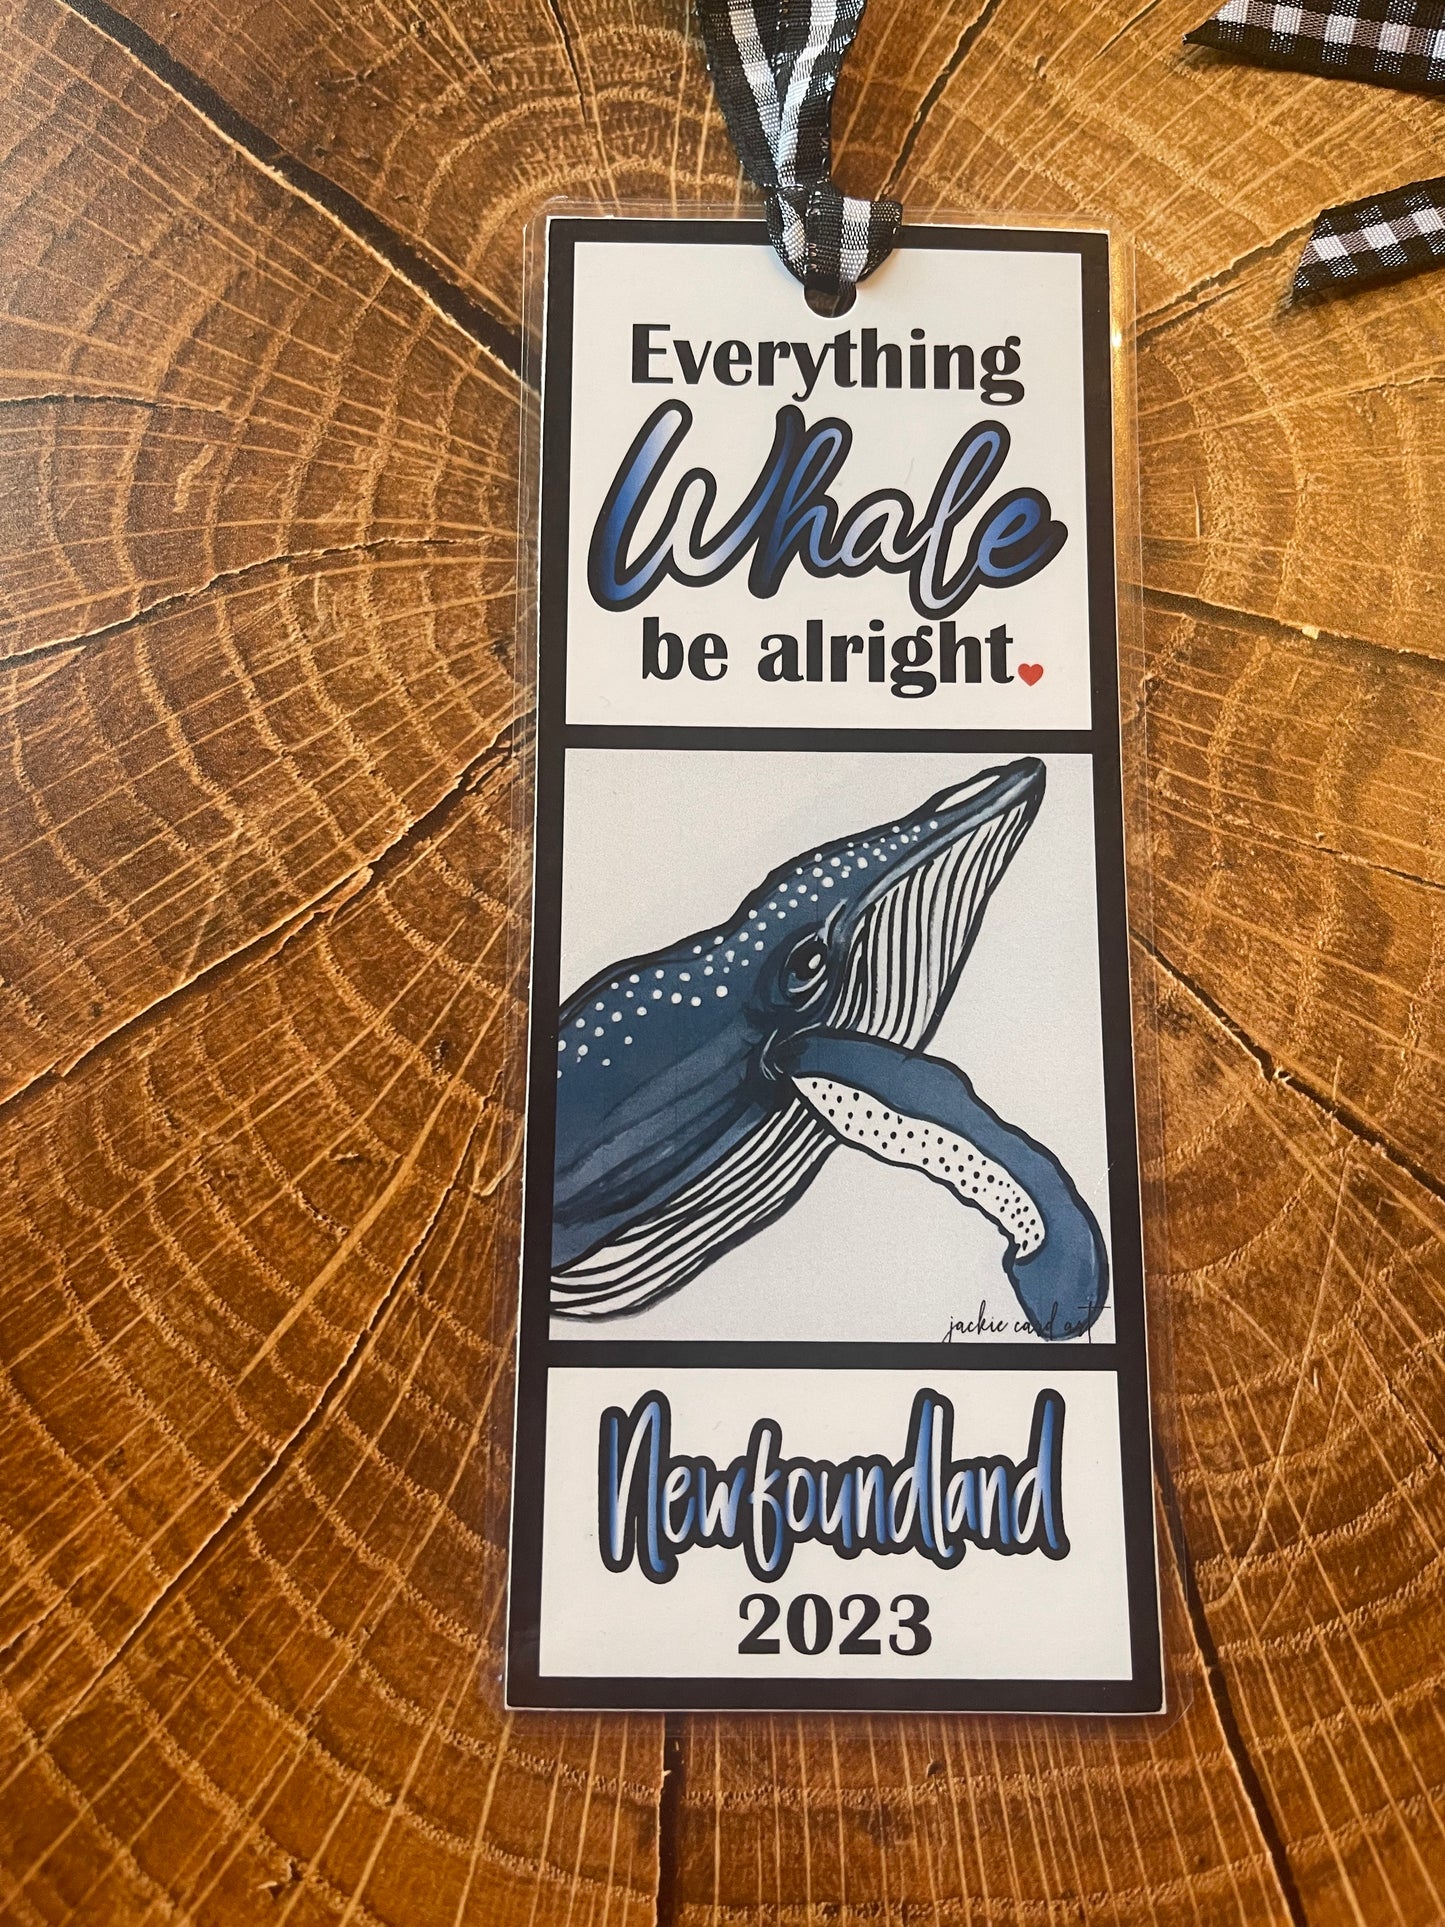 Everything
Whale
be alright.
jackie card art
Newfoundland
2023